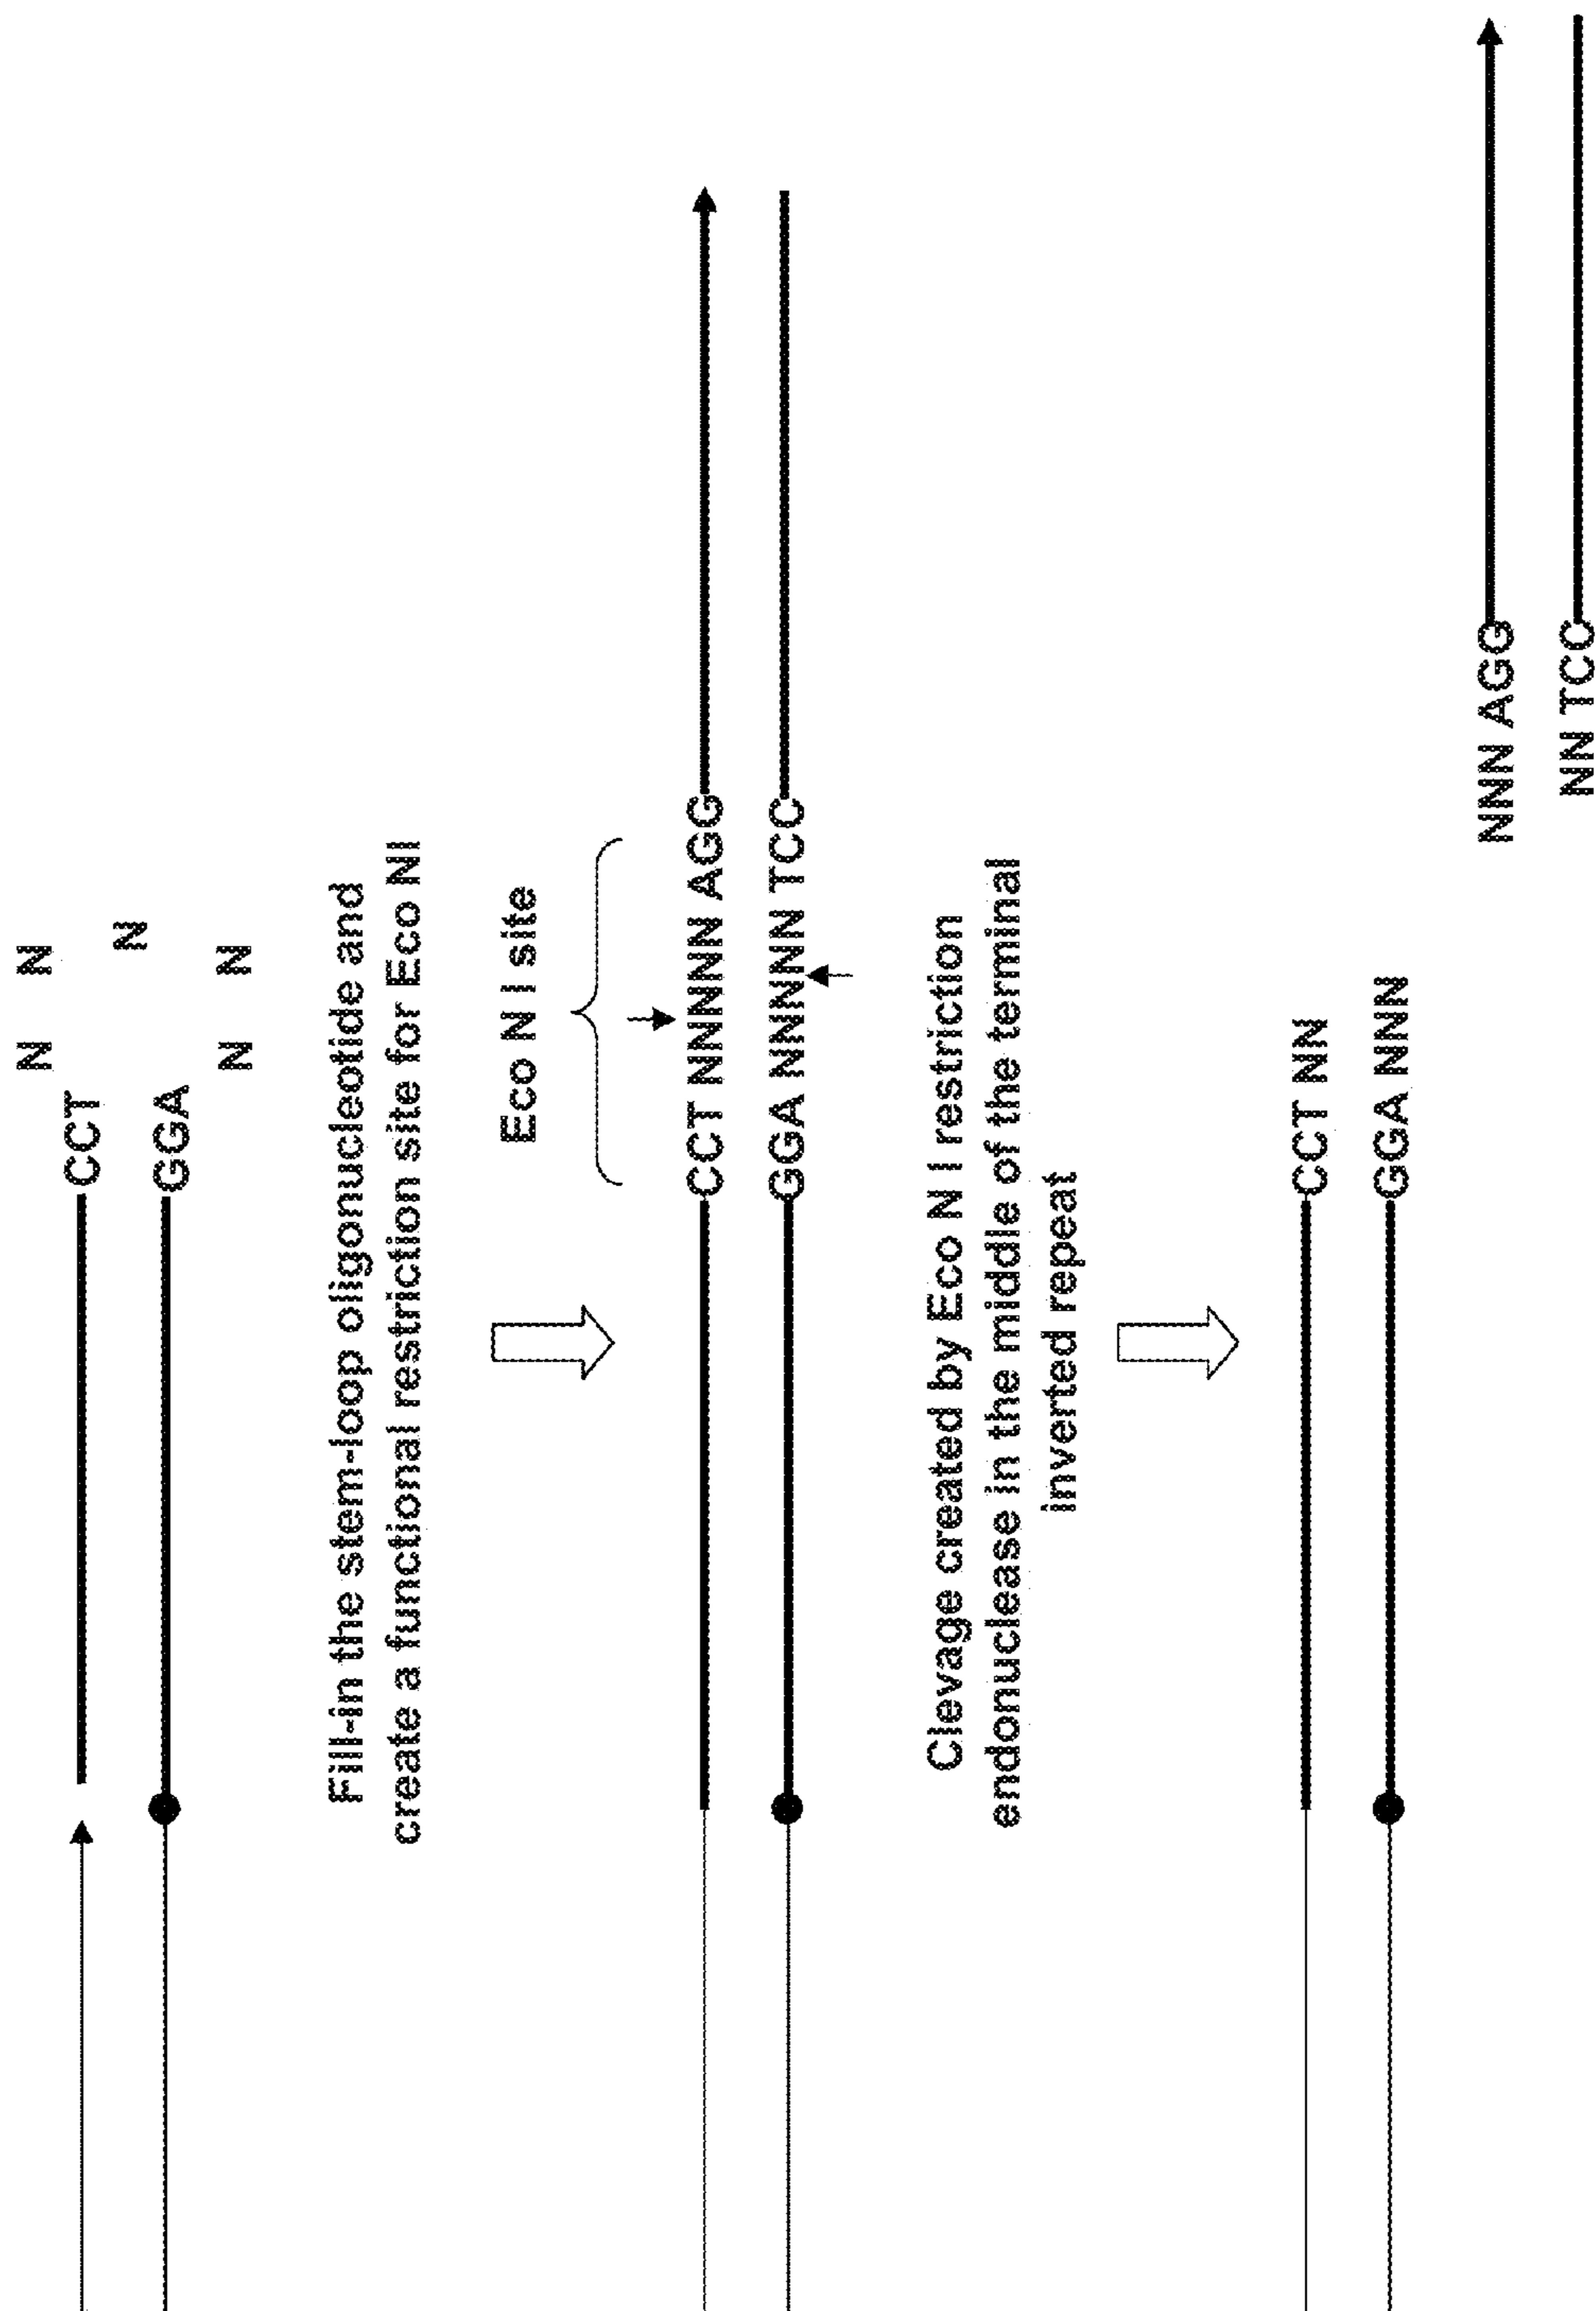 N N
CCT
N
GGA
N N
Fill-in the stem-loop oligonucleotide and
create a functional restriction site for Eco NI
Eco N I site
CCT NNNNN AGG
GGA NNNNN TCC
Clevage created by Eco N I restriction
endonuclease in the middle of the terminal
inverted repeat
CCT NN
GGA NNN
NNN AGG
NN TCC